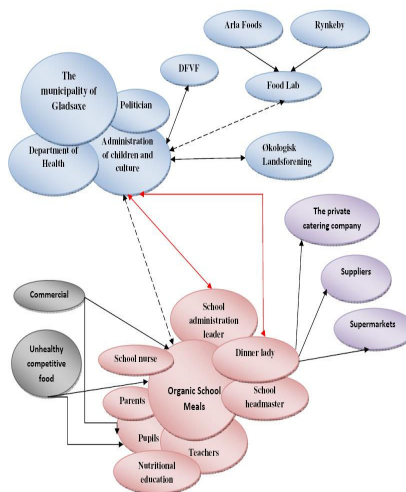 Arla Foods
Rynkeby
The
municipality of
Gladsaxe
DFVF
Food Lab
Politician
Administration
of children and
culture
Department of
Health
Økologisk
Landsforening
The private
catering company
Suppliers
Supermarkets
Commercial
School
administration
leader
Unhealthy
competitive
food
School nurse
Dinner lady
Organic School
Meals
School
headmaster
Parents
Pupils
Teachers
Nutritional
education